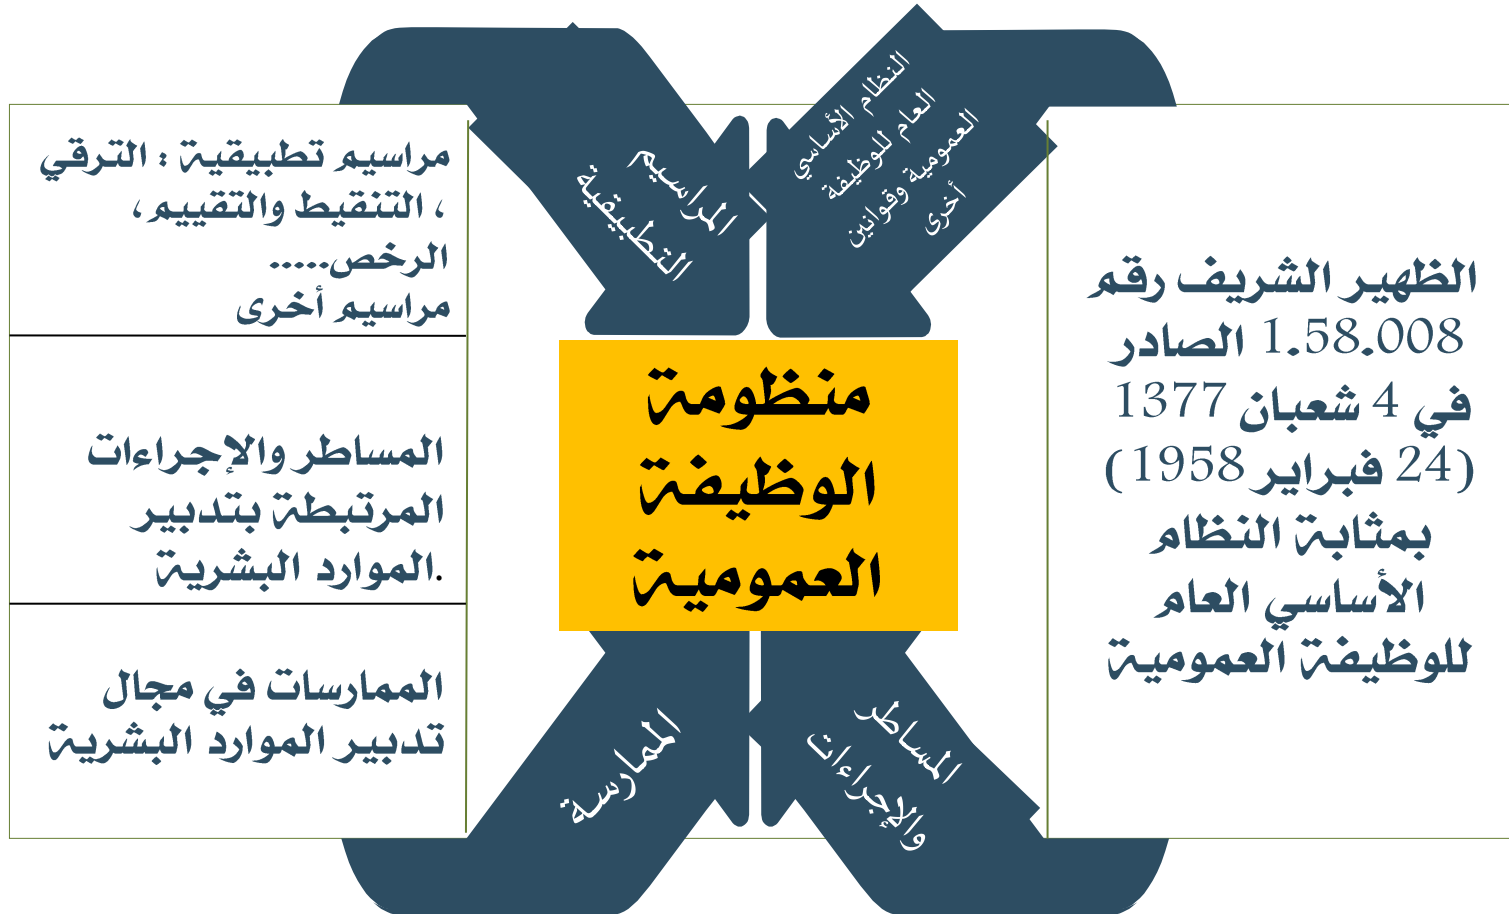 النظام الأساسي
العام للوظيفة
العمومية وقوانين
أخرى
المراسيم
التطبيقية
الظهير الشريف رقم
1.58.008 الصادر
في 4 شعبان 1377
(24 فبراير 1958)
بمثابة النظام
الأساسي العام
للوظيفة العمومية
منظومة
الوظيفة
العمومية
مراسيم تطبيقية : الترقي
، التنقيط والتقييم،
الرخص.....
مراسيم أخرى
المساطر والإجراءات
المرتبطة بتدبير
.الموارد البشرية
الممارسات في مجال
تدبير الموارد البشرية
المساطر
والإجراءات
الممارسة